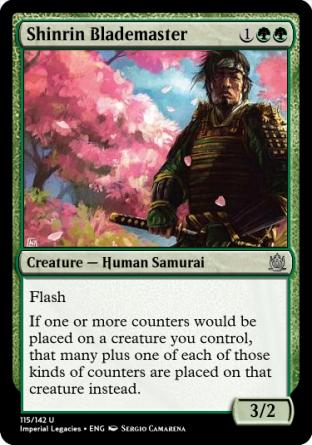 Shinrin Blademaster 1
Creature — Human Samurai
Flash
If one or more counters would be
placed on a creature you control,
that many plus one of each of those
kinds of counters are placed on that
creature instead.
3/2
115/142 U
Imperial Legacies • ENG Sergio Camarena